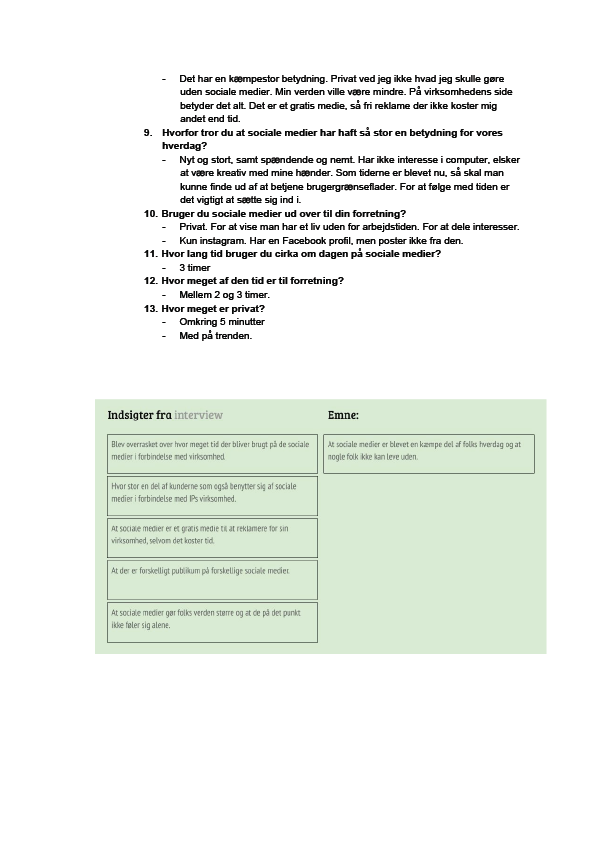 - Det har en kæmpestor betydning. Privat ved jeg ikke hvad jeg skulle gøre
uden sociale medier. Min verden ville være mindre. På virksomhedens side
betyder det alt. Det er et gratis medie, så fri reklame der ikke koster mig
andet end tid.
9. Hvorfor tror du at sociale medier har haft så stor en betydning for vores
hverdag?
- Nyt og stort, samt spændende og nemt. Har ikke interesse i computer, elsker
at være kreativ med mine hænder. Som tiderne er blevet nu, så skal man
kunne finde ud af at betjene brugergrænseflader. For at følge med tiden er
det vigtigt at sætte sig ind i.
10. Bruger du sociale medier ud over til din forretning?
- Privat. For at vise man har et liv uden for arbejdstiden. For at dele interesser.
- Kun instagram. Har en Facebook profil, men poster ikke fra den.
11. Hvor lang tid bruger du cirka om dagen på sociale medier?
- 3 timer
12. Hvor meget af den tid er til forretning?
- Mellem 2 og 3 timer.
13. Hvor meget er privat?
- Omkring 5 minutter
- Med på trenden.
Indsigter fra interview
Blev overrasket over hvor meget tid der bliver brugt på de sociale
medier i forbindelse med virksomhed.
Hvor stor en del af kunderne som også benytter sig af sociale
medier i forbindelse med IPs virksomhed.
At sociale medier er et gratis medie til at reklamere for sin
virksomhed, selvom det koster tid.
At der er forskelligt publikum på forskellige sociale medier.
At sociale medier gør folks verden større og at de på det punkt
ikke føler sig alene.
Emne:
At sociale medier er blevet en kæmpe del af folks hverdag og at
nogle folk ikke kan leve uden.